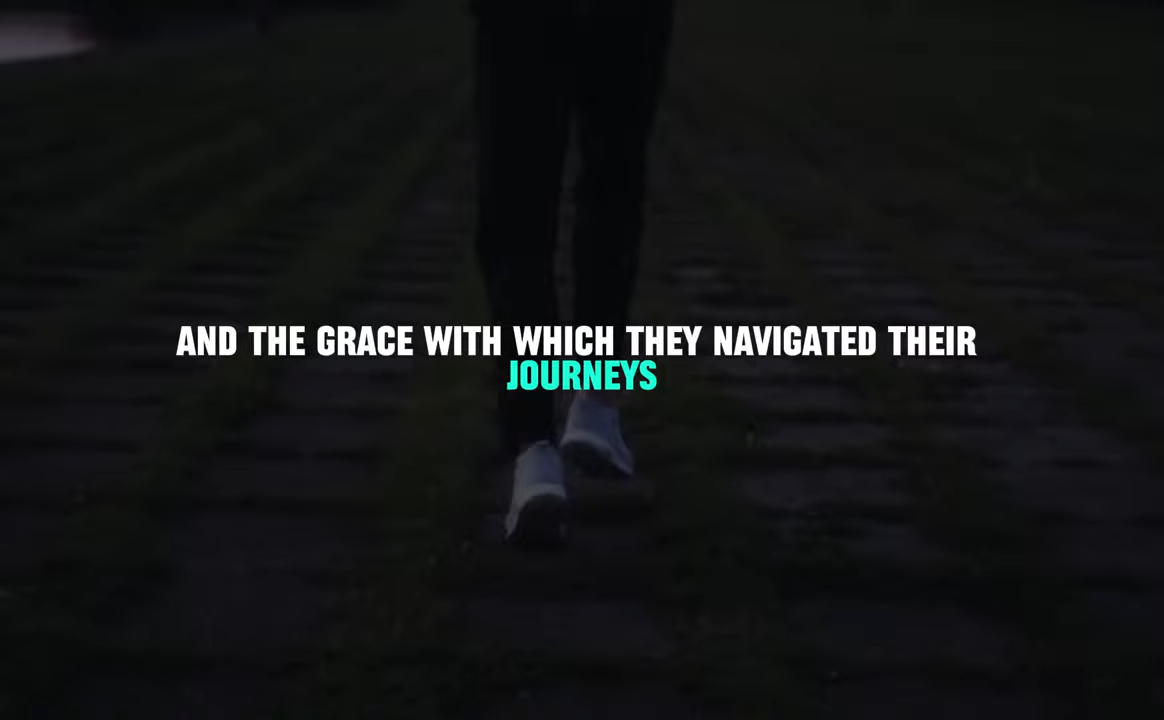 AND THE GRACE WITH WHICH THEY NAVIGATED THEIR
JOURNEYS